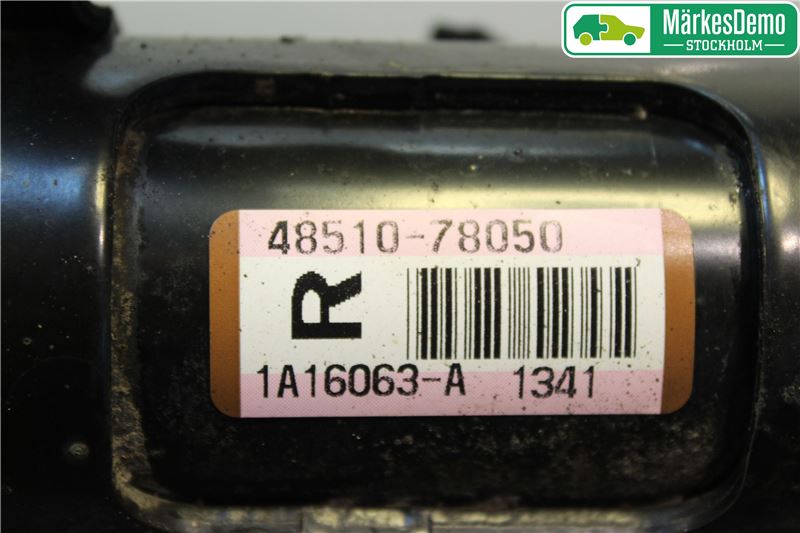 MärkesDemo
STOCKHOLM
48510-78050
R
1A16063-A 1341